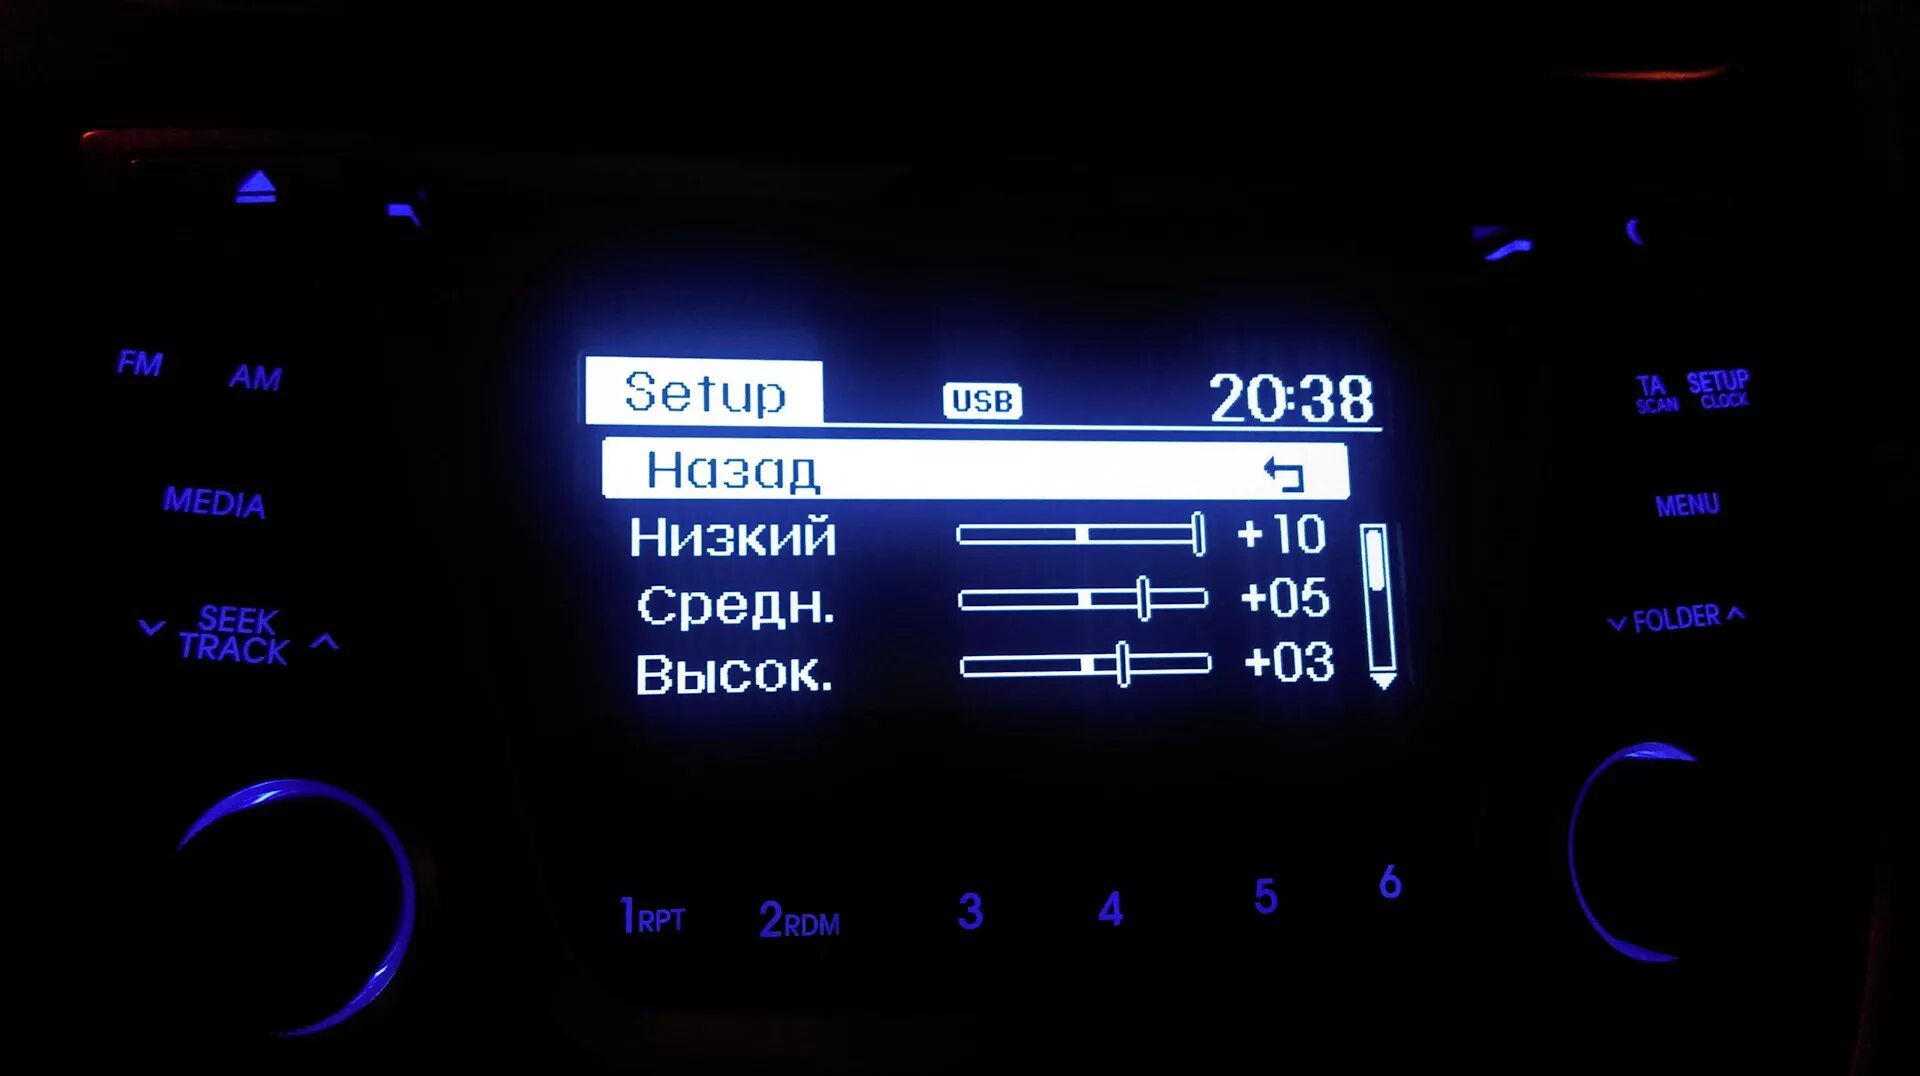 Setup USB 20:38
Назад
Низкий +10
Средн. +05
Высок. +03
FM AM
MEDIA
SEEK
TRACK
TA SETUP
SCAN CLOCK
MENU
FOLDER
1RPT 2RDM 3 4 5 6